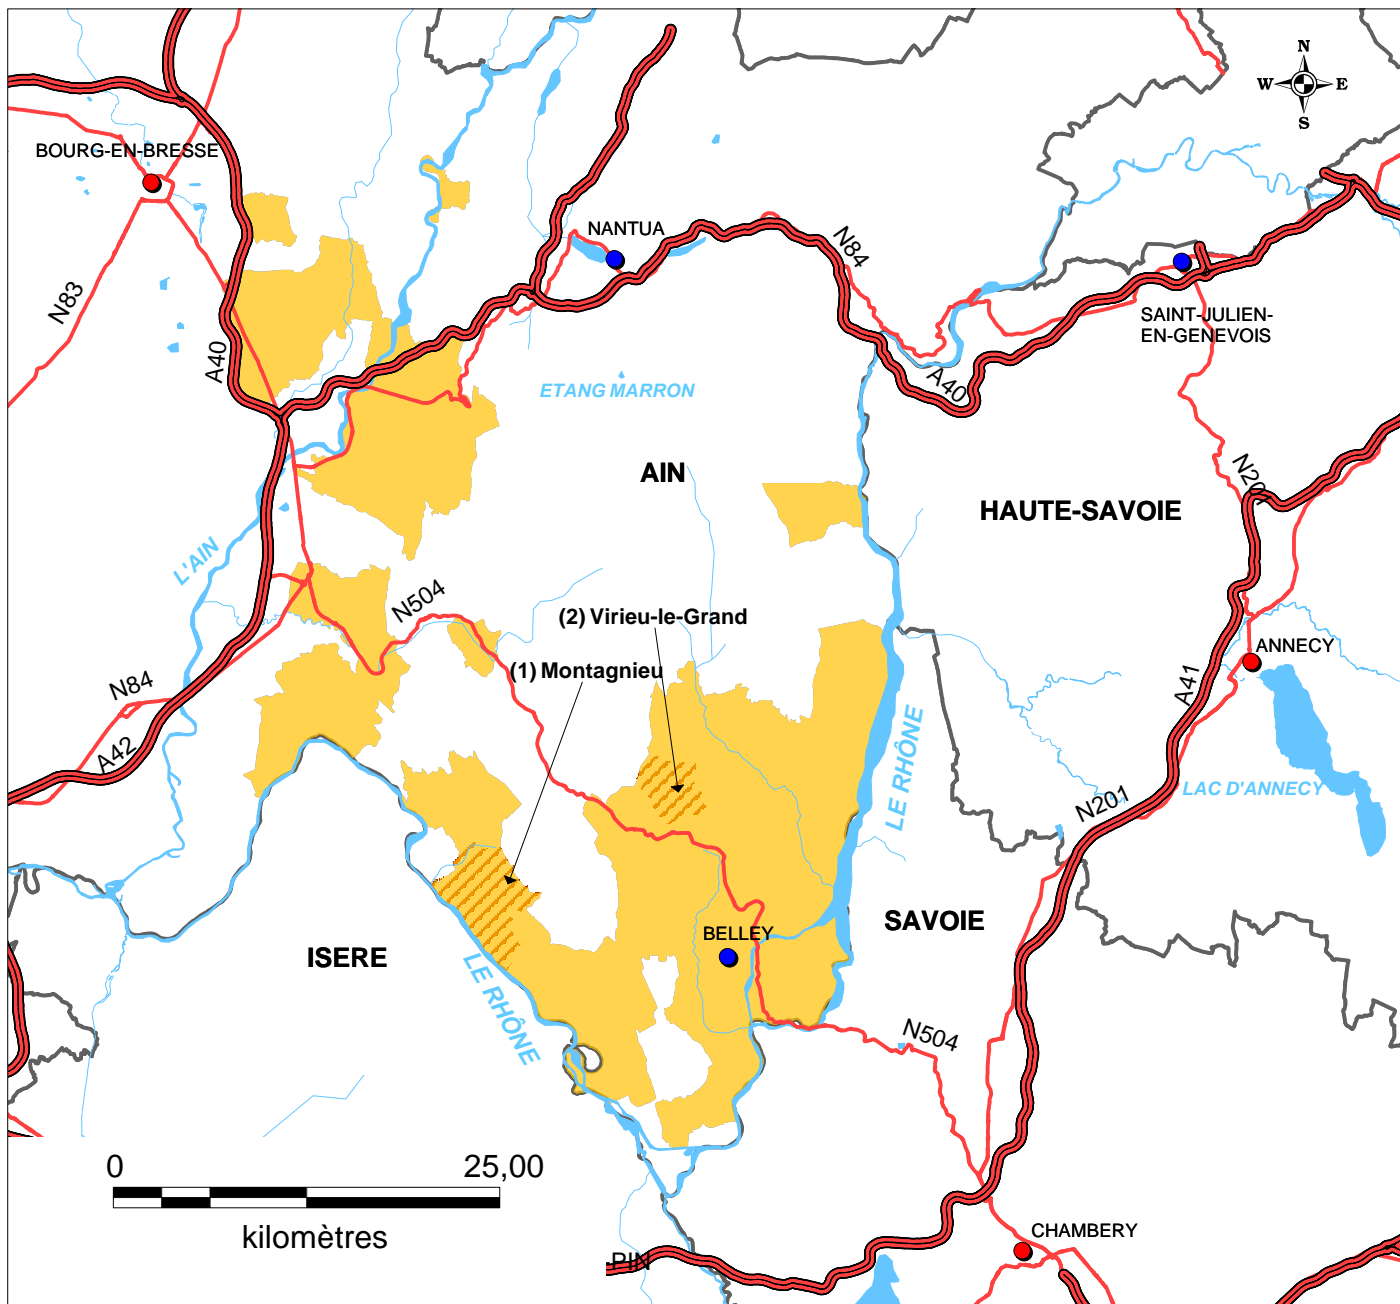 N
W E
S
BOURG-EN-BRESSE
NANTUA
N84
N83
SAINT-JULIEN-
EN-GENEVOIS
A40
A40
ETANG MARRON
AIN
N20
HAUTE-SAVOIE
L'AIN
N504
(2) Virieu-le-Grand
ANNECY
(1) Montagnieu
N84
A41
A42
LE RHÔNE
LAC D'ANNECY
N201
BELLEY
SAVOIE
ISERE
LE RHÔNE
N504
0 25,00
kilomètres
CHAMBERY
PIN